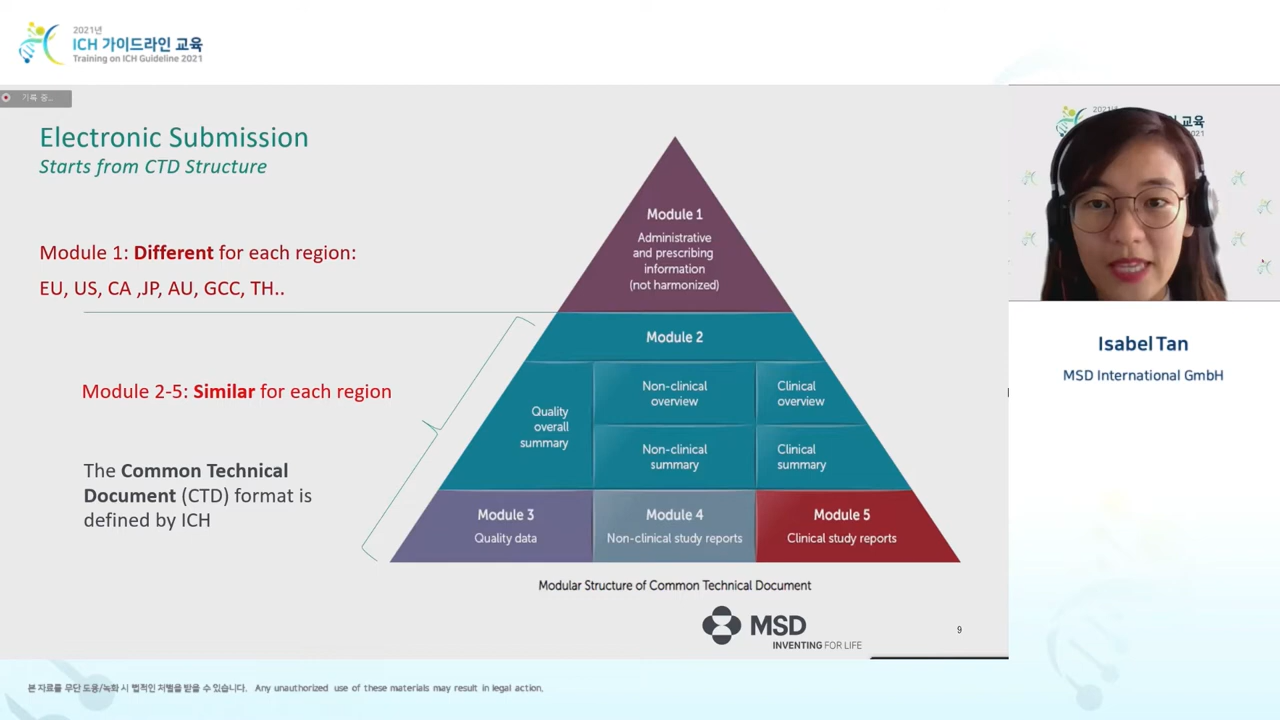 2021년
ICH 가이드라인 교육
Training on ICH Guideline 2021
기록 중...
Electronic Submission
Starts from CTD Structure
Module 1: Different for each region:
EU, US, CA ,JP, AU, GCC, TH..
Module 2-5: Similar for each region
The Common Technical
Document (CTD) format is
defined by ICH
Module 1
Administrative
and prescribing
information
(not harmonized)
Module 2
Quality
overall
summary
Non-clinical
overview
Clinical
overview
Non-clinical
summary
Clinical
summary
Module 3
Quality data
Module 4
Non-clinical study reports
Module 5
Clinical study reports
Modular Structure of Common Technical Document
MSD
INVENTING FOR LIFE
9
교육
Isabel Tan
MSD International GmbH
본 자료를 무단 도용/녹화 시 법적인 처벌을 받을 수 있습니다. Any unauthorized use of these materials may result in legal action.